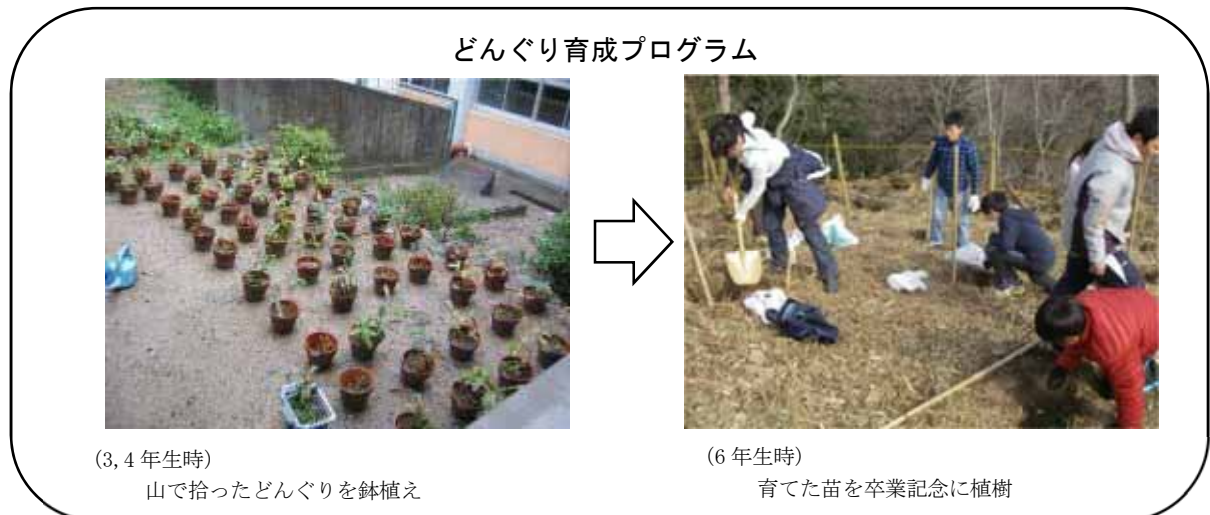 どんぐり育成プログラム
（3,4 年生時）
山で拾ったどんぐりを鉢植え
（6 年生時）
育てた苗を卒業記念に植樹